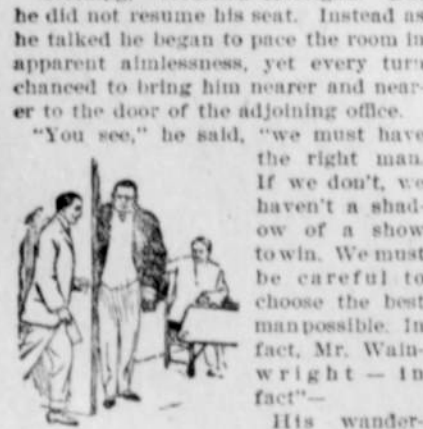 he did not resume his seat. Instead as
he talked he began to pace the room in
apparent aimlessness, yet every turn
chanced to bring him nearer and near-
er to the door of the adjoining office.
"You see," he said, "we must have
the right man.
If we don't, we
haven't a shad-
ow of a show
to win. We must
be careful to
choose the best
man possible. In
fact, Mr. Wain-
wright — in
fact"—
His wander-